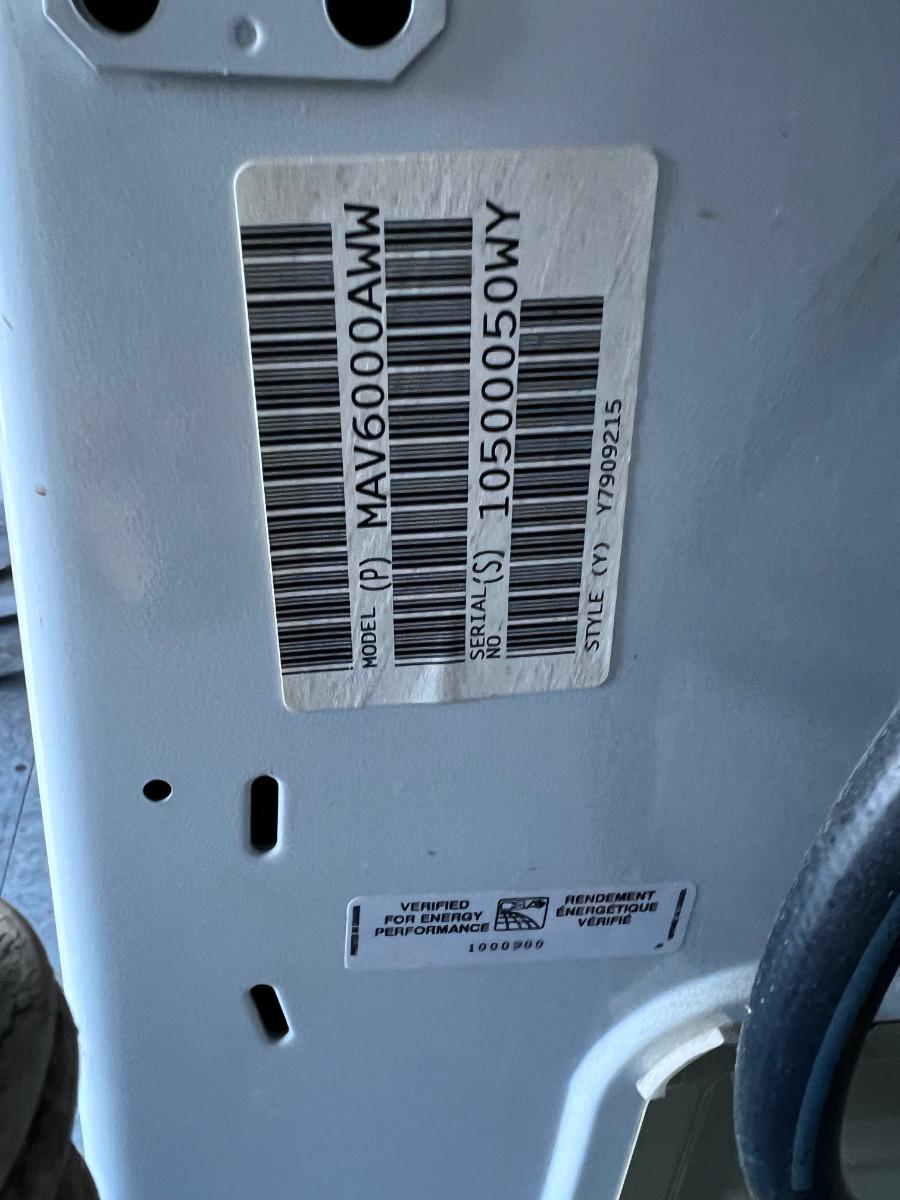 MODEL (P) MAV6000AWW
SERIAL (S) 10500050WY
NO
STYLE (Y) Y7909215
VERIFIED
FOR ENERGY
PERFORMANCE
RENDEMENT
ÉNERGÉTIQUE
VÉRIFIÉ
1000900